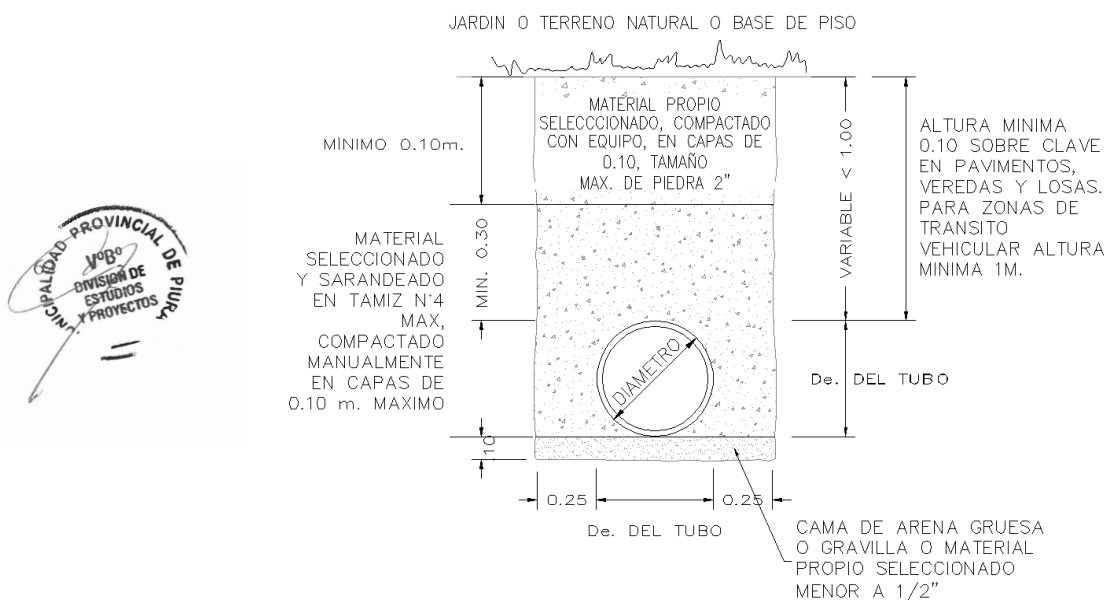 JARDIN O TERRENO NATURAL O BASE DE PISO
MÍNIMO 0.10m.
MATERIAL PROPIO
SELECCCIONADO, COMPACTADO
CON EQUIPO, EN CAPAS DE
0.10, TAMAÑO
MAX. DE PIEDRA 2"
VARIABLE < 1.00
ALTURA MINIMA
0.10 SOBRE CLAVE
EN PAVIMENTOS,
VEREDAS Y LOSAS.
PARA ZONAS DE
TRANSITO
VEHICULAR ALTURA
MINIMA 1M.
MATERIAL
SELECCIONADO
Y SARANDEADO
EN TAMIZ N°4
MAX,
COMPACTADO
MANUALMENTE
EN CAPAS DE
0.10 m. MAXIMO
MIN. 0.30
DIAMETRO
De. DEL TUBO
.10
0.25
0.25
De. DEL TUBO
CAMA DE ARENA GRUESA
O GRAVILLA O MATERIAL
PROPIO SELECCIONADO
MENOR A 1/2"
UNICIPALIDAD PROVINCIAL DE PIURA
VºBº
DIVISIÓN DE
ESTUDIOS
Y PROYECTOS